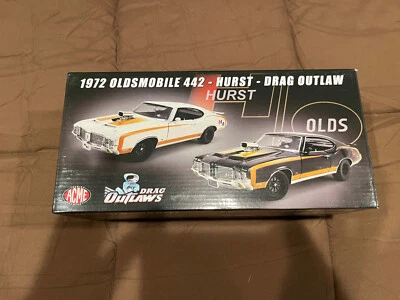 1972 OLDSMOBILE 442 - HURST - DRAG OUTLAW
HURST
OLDS
ACME
DRAG
OUTLAWS